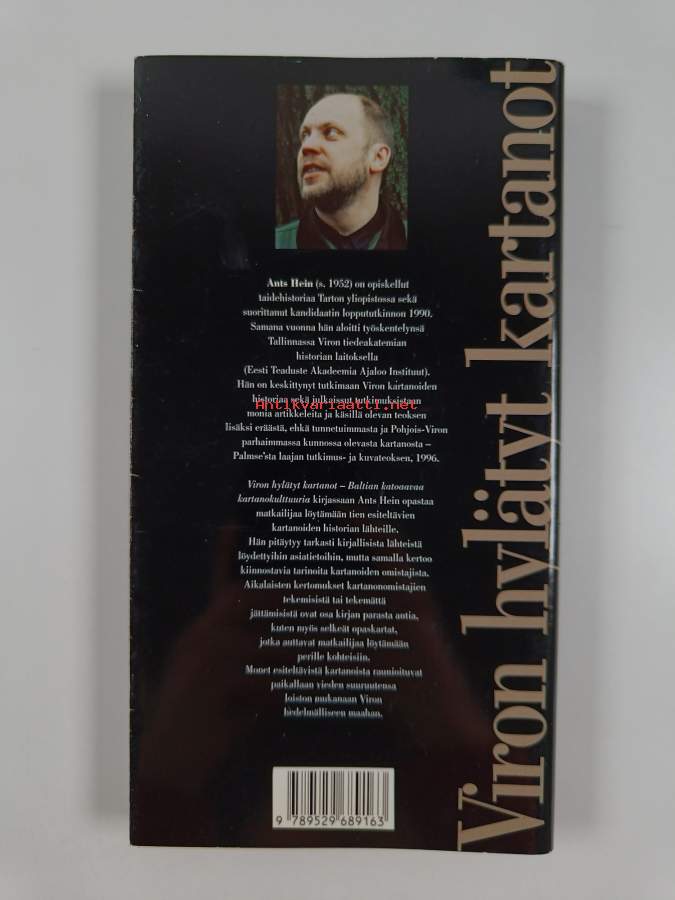 Viron hylätyt kartanot
Ants Hein (s. 1952) on opiskellut
taidehistoriaa Tarton yliopistossa sekä
suorittanut kandidaatin loppututkinnon 1990.
Samana vuonna hän aloitti työskentelynsä
Tallinnassa Viron tiedeakatemian
historian laitoksella
(Eesti Teaduste Akadeemia Ajaloo Instituut).
Hän on keskittynyt tutkimaan Viron kartanoiden
historiaa sekä julkaissut tutkimuksistaan
Antikvariaatti.net
monia artikkeleita ja käsillä olevan teoksen
lisäksi eräästä, ehkä tunnetuimmasta ja Pohjois-Viron
parhaimmassa kunnossa olevasta kartanosta –
Palmse'sta laajan tutkimus- ja kuvateoksen, 1996.
Viron hylätyt kartanot – Baltian katoavaa
kartanokulttuuria kirjassaan Ants Hein opastaa
matkailijaa löytämään tien esiteltävien
kartanoiden historian lähteille.
Hän pitäytyy tarkasti kirjallisista lähteistä
löydettyihin asiatietoihin, mutta samalla kertoo
kiinnostavia tarinoita kartanoiden omistajista.
Aikalaisten kertomukset kartanonomistajien
tekemisistä tai tekemättä
jättämisistä ovat osa kirjan parasta antia,
kuten myös selkeät opaskartat,
jotka auttavat matkailijaa löytämään
perille kohteisiin.
Monet esiteltävistä kartanoista raunioituvat
paikallaan vieden suuruutensa
loiston mukanaan Viron
hedelmälliseen maahan.
9 789529 689163